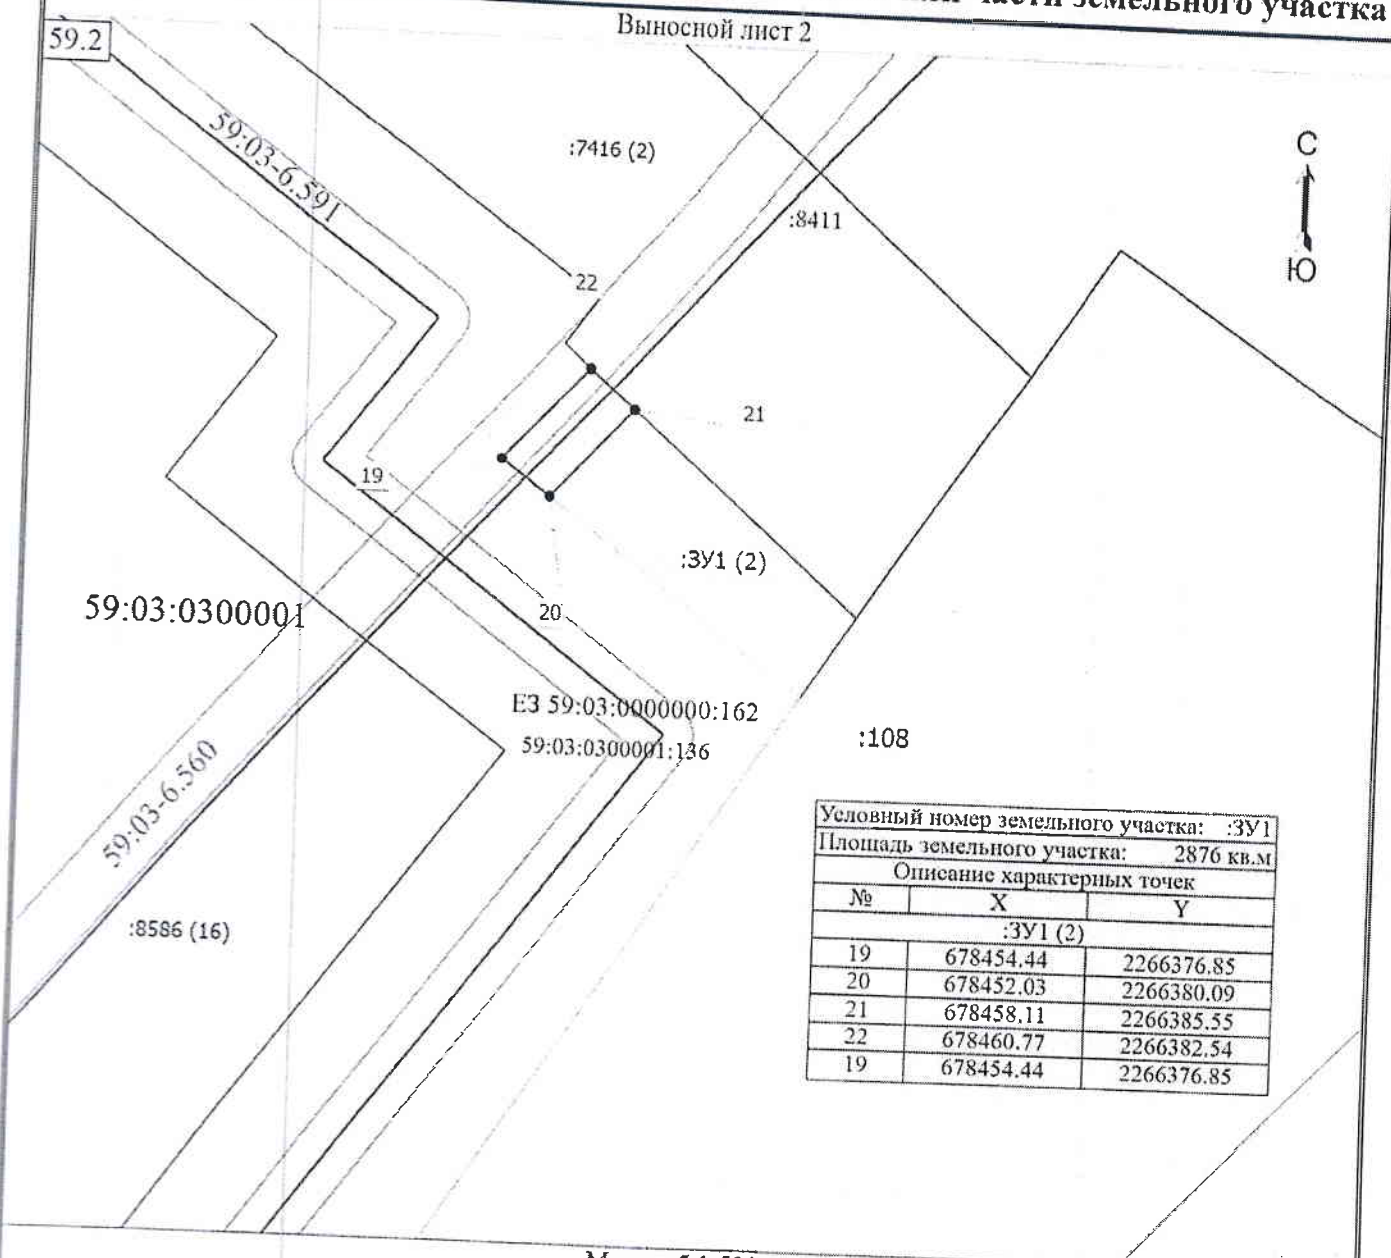 части земельного участка
Выносной лист 2
59.2
59:03-6.591
:7416 (2)
С
:8411
Ю
22
21
19
:ЗУ1 (2)
20
59:03:0300001
ЕЗ 59:03:0000000:162
59:03:0300001:136
:108
59:03-6.560
:8586 (16)
Условный номер земельного участка: :ЗУ1
Площадь земельного участка: 2876 кв.м
Описание характерных точек
№ X Y
:ЗУ1 (2)
19 678454.44 2266376.85
20 678452.03 2266380.09
21 678458.11 2266385.55
22 678460.77 2266382.54
19 678454.44 2266376.85